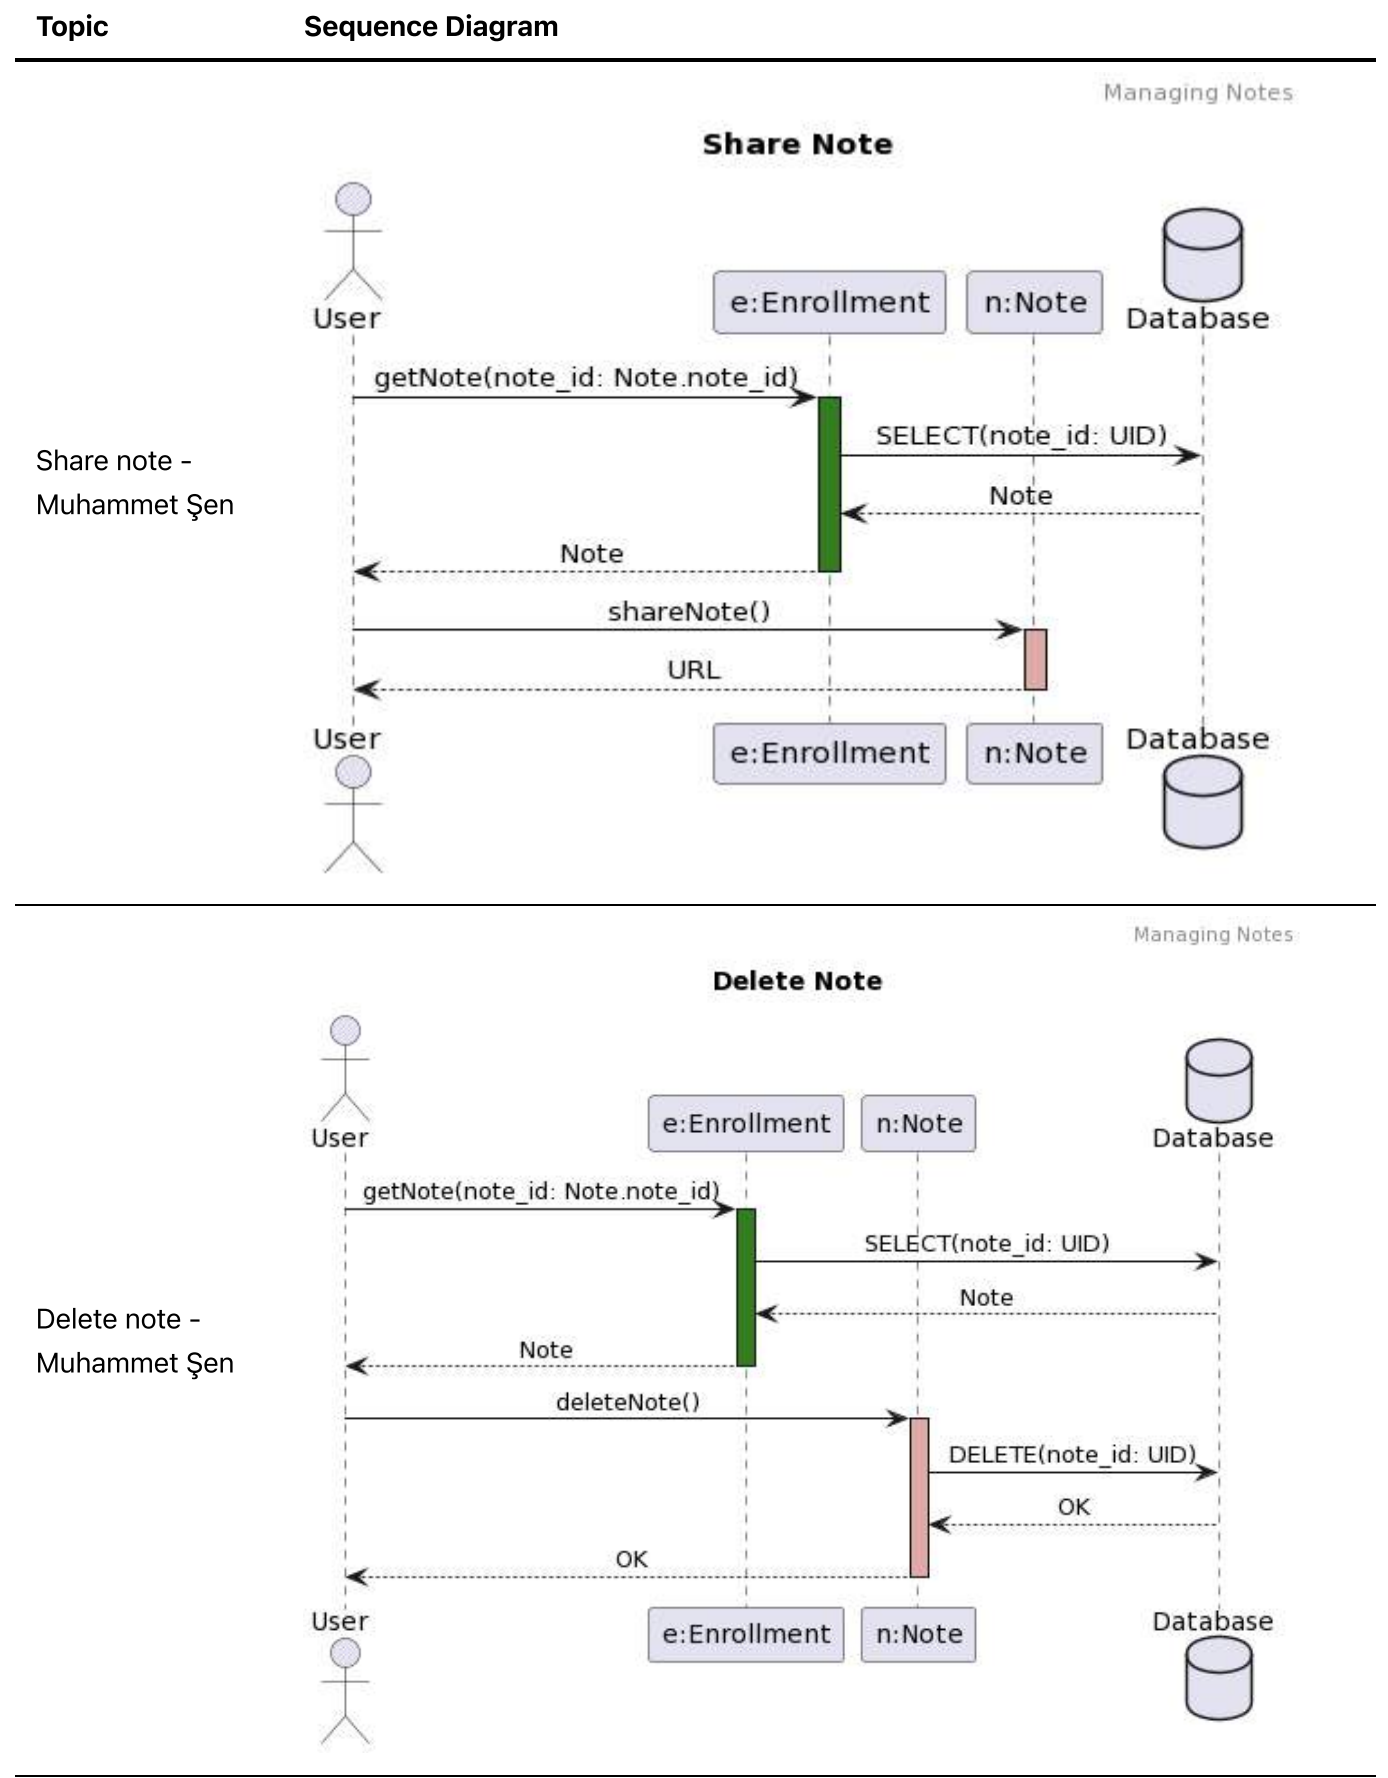 Topic Sequence Diagram
Managing Notes
Share Note
User
e:Enrollment n:Note Database
getNote(note_id: Note.note_id)
SELECT(note_id: UID)
Share note -
Muhammet Şen
Note
Note
shareNote()
URL
User e:Enrollment n:Note Database
Managing Notes
Delete Note
User e:Enrollment n:Note Database
getNote(note_id: Note.note_id)
SELECT(note_id: UID)
Note
Delete note -
Muhammet Şen
Note
deleteNote()
DELETE(note_id: UID)
OK
OK
User e:Enrollment n:Note Database